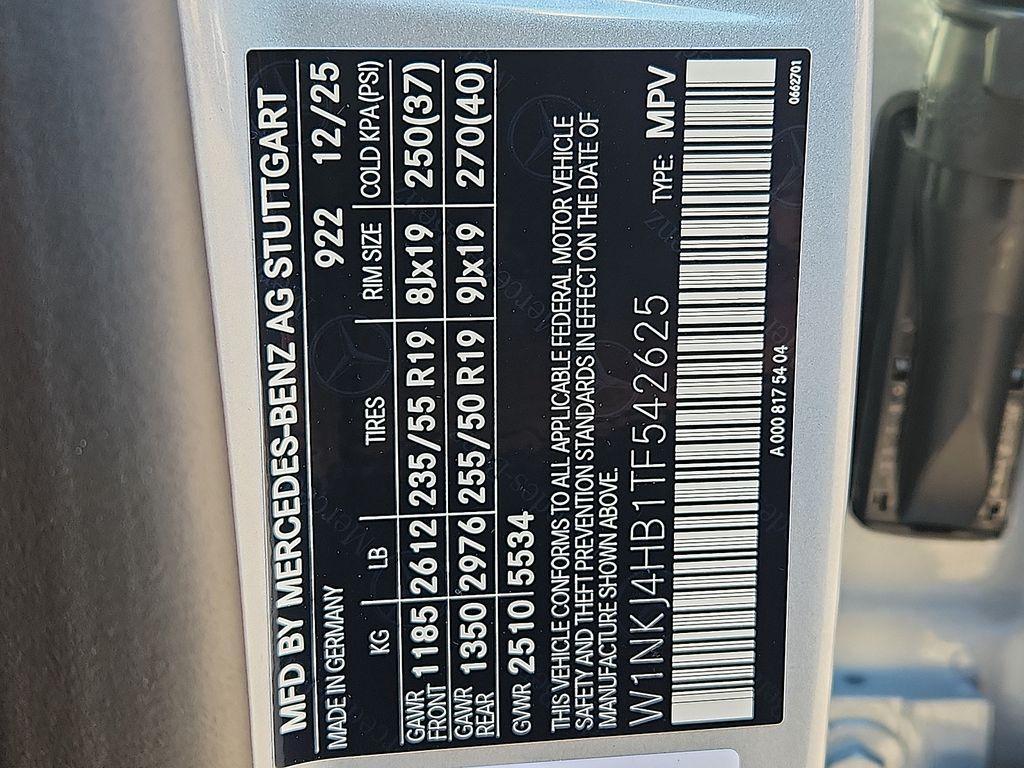 MFD BY MERCEDES-BENZ AG STUTTGART
MADE IN GERMANY 922 12/25
KG LB TIRES RIM SIZE COLD KPA(PSI)
GAWR FRONT 1185 2612 235/55 R19 8Jx19 250(37)
GAWR REAR 1350 2976 255/50 R19 9Jx19 270(40)
GVWR 2510 5534
THIS VEHICLE CONFORMS TO ALL APPLICABLE FEDERAL MOTOR VEHICLE
SAFETY AND THEFT PREVENTION STANDARDS IN EFFECT ON THE DATE OF
MANUFACTURE SHOWN ABOVE.
W1NKJ4HB1TF542625 TYPE: MPV
A 000 817 54 04
0662701